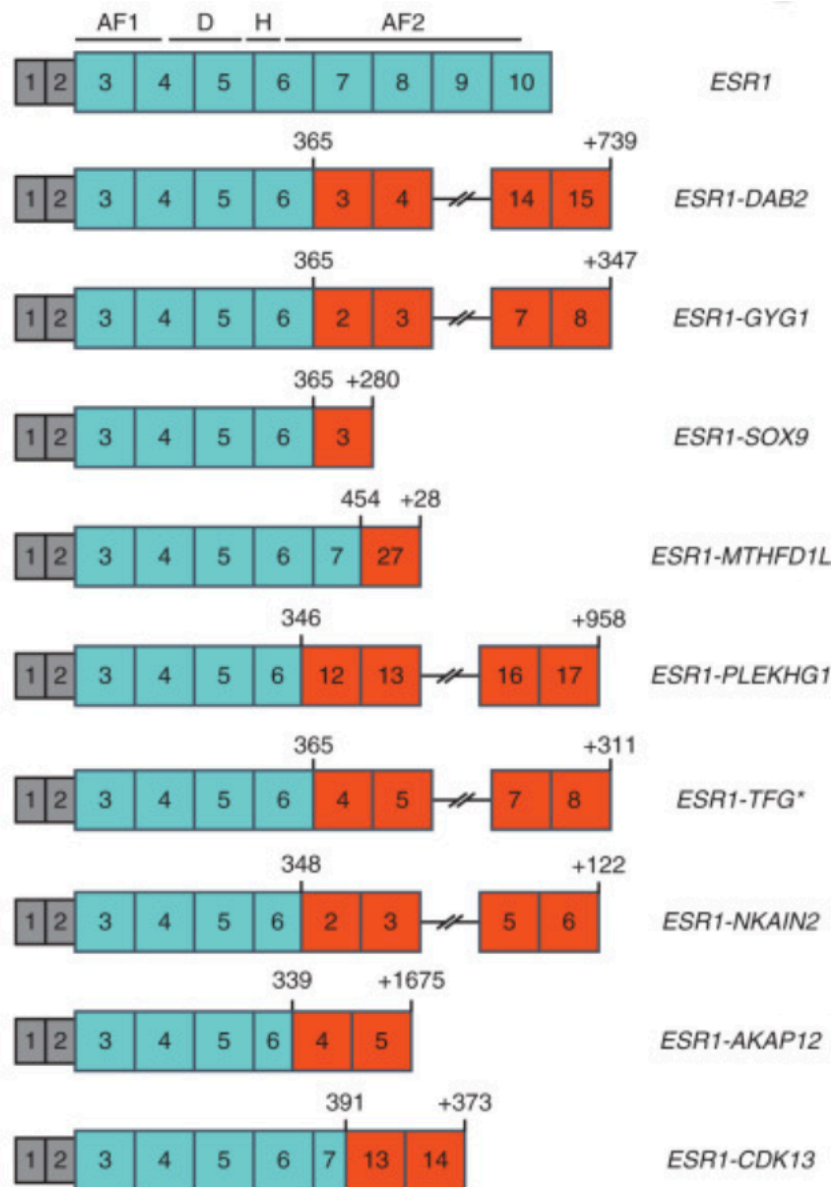 AF1 D H AF2
1 2 3 4 5 6 7 8 9 10 ESR1
365 +739
1 2 3 4 5 6 3 4 14 15 ESR1-DAB2
365 +347
1 2 3 4 5 6 2 3 7 8 ESR1-GYG1
365 +280
1 2 3 4 5 6 3 ESR1-SOX9
454 +28
1 2 3 4 5 6 7 27 ESR1-MTHFD1L
346 +958
1 2 3 4 5 6 12 13 16 17 ESR1-PLEKHG1
365 +311
1 2 3 4 5 6 4 5 7 8 ESR1-TFG*
348 +122
1 2 3 4 5 6 2 3 5 6 ESR1-NKAIN2
339 +1675
1 2 3 4 5 6 4 5 ESR1-AKAP12
391 +373
1 2 3 4 5 6 7 13 14 ESR1-CDK13